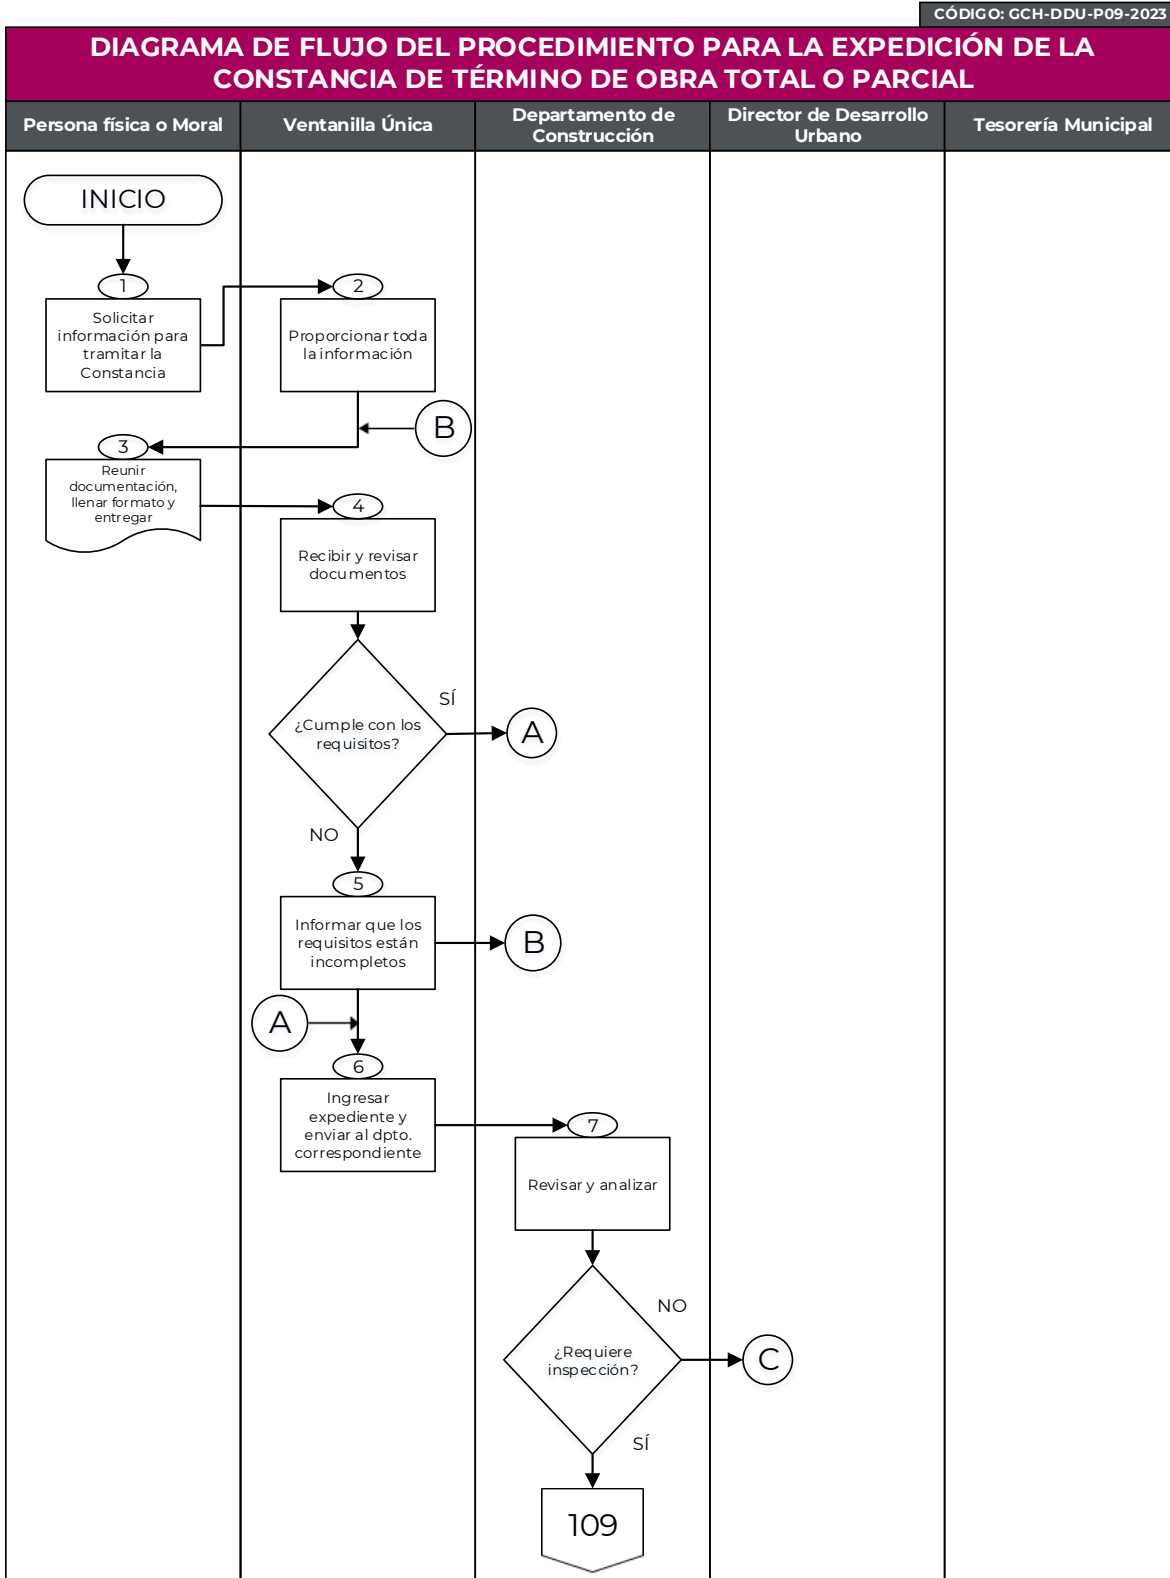 CÓDIGO: GCH-DDU-P09-2023
DIAGRAMA DE FLUJO DEL PROCEDIMIENTO PARA LA EXPEDICIÓN DE LA
CONSTANCIA DE TÉRMINO DE OBRA TOTAL O PARCIAL
Persona física o Moral
Ventanilla Única
Departamento de
Construcción
Director de Desarrollo
Urbano
Tesorería Municipal
INICIO
1
Solicitar
información para
tramitar la
Constancia
2
Proporcionar toda
la información
B
3
Reunir
documentación,
llenar formato y
entregar
4
Recibir y revisar
documentos
¿Cumple con los
requisitos?
SÍ
A
NO
5
Informar que los
requisitos están
incompletos
B
A
6
Ingresar
expediente y
enviar al dpto.
correspondiente
7
Revisar y analizar
¿Requiere
inspección?
NO
C
SÍ
109